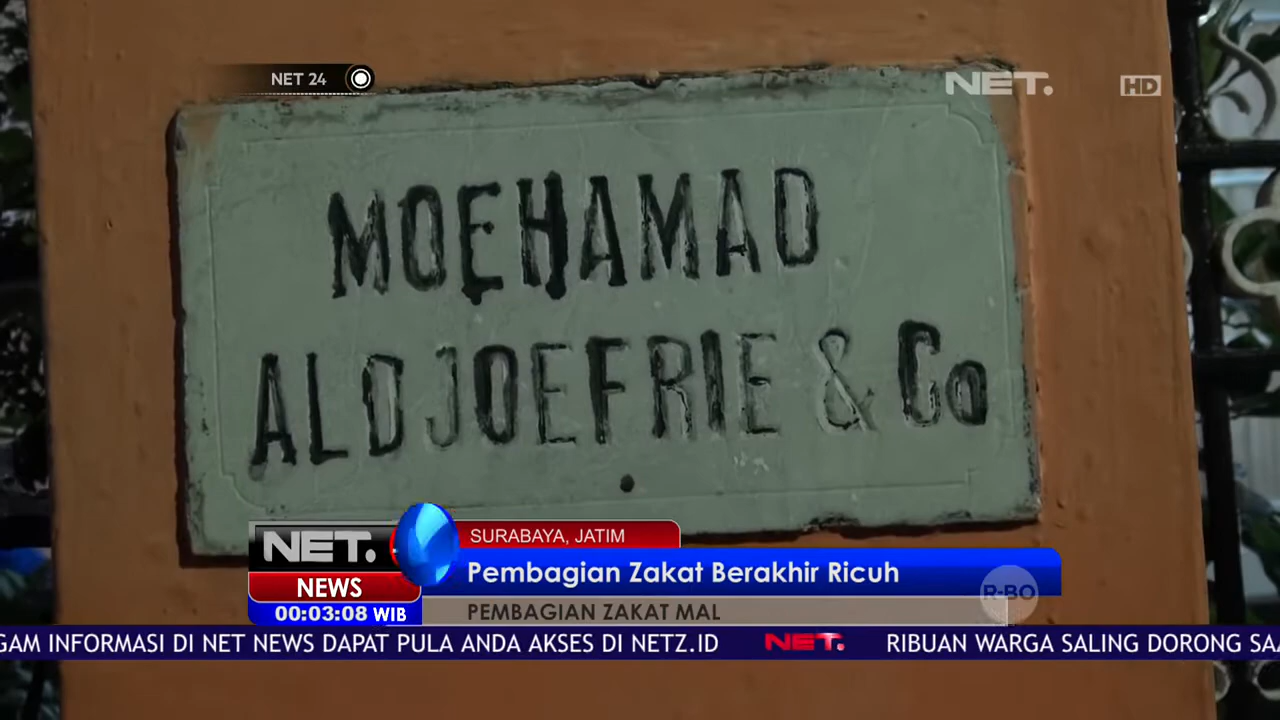 NET 24
NET.
HD
MOEHAMAD
ALDJOEFRIE & Co
NET.
NEWS
00:03:08 WIB
SURABAYA, JATIM
Pembagian Zakat Berakhir Ricuh
PEMBAGIAN ZAKAT MAL
R-BO
GAM INFORMASI DI NET NEWS DAPAT PULA ANDA AKSES DI NETZ.ID NET. RIBUAN WARGA SALING DORONG SAA